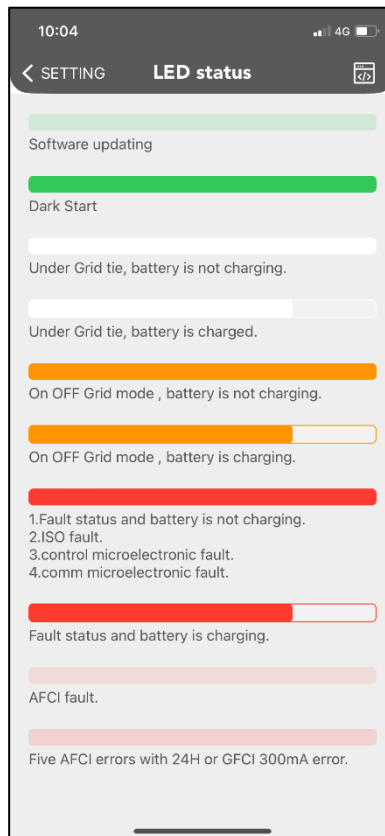 10:04
4G
SETTING
LED status
</>
Software updating
Dark Start
Under Grid tie, battery is not charging.
Under Grid tie, battery is charged.
On OFF Grid mode , battery is not charging.
On OFF Grid mode , battery is charging.
1.Fault status and battery is not charging.
2.ISO fault.
3.control microelectronic fault.
4.comm microelectronic fault.
Fault status and battery is charging.
AFCI fault.
Five AFCI errors with 24H or GFCI 300mA error.